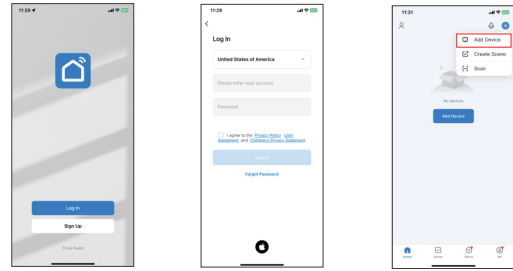 11:29
Log In
Sign Up
Try as Guest
11:29
Log In
United States of America
Please enter your account
Password
I agree to the Privacy Policy User
Agreement and Children's Privacy Statement
Log In
Forgot Password
11:31
Add Device
Create Scene
Scan
No devices
Add Device
Home
Scene
Smart
Me